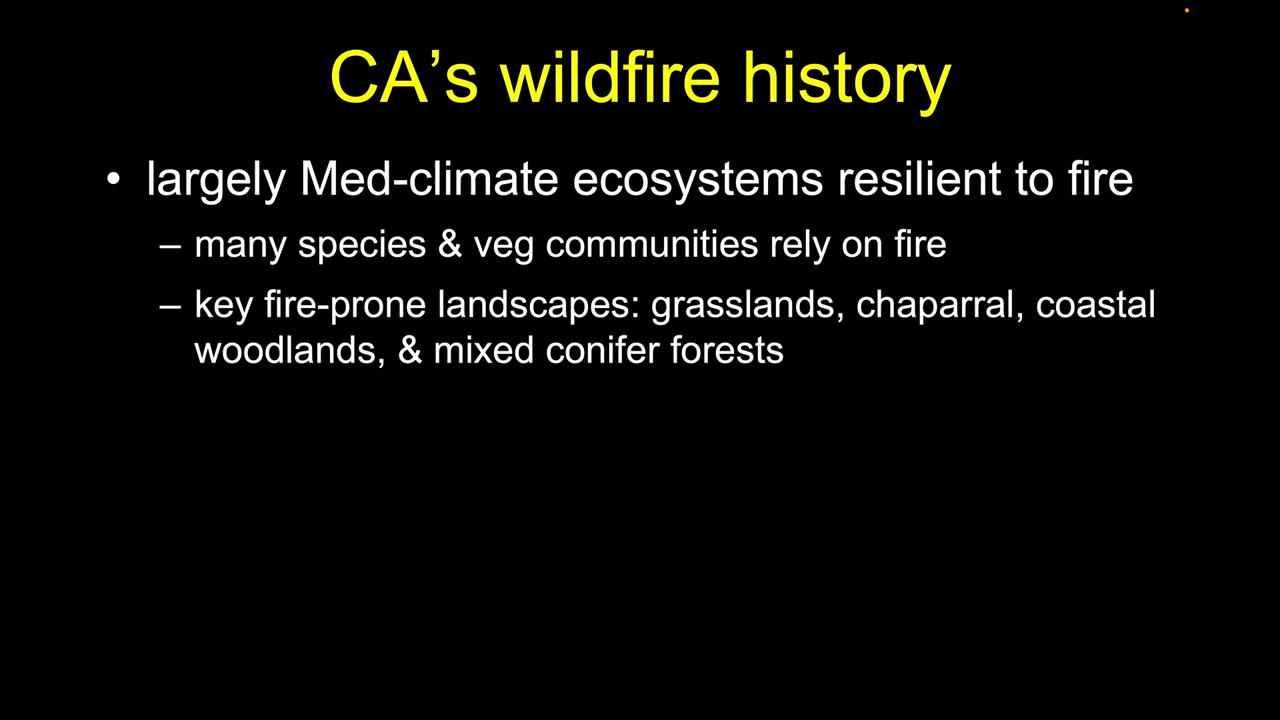 CA’s wildfire history
• largely Med-climate ecosystems resilient to fire
– many species & veg communities rely on fire
– key fire-prone landscapes: grasslands, chaparral, coastal
woodlands, & mixed conifer forests